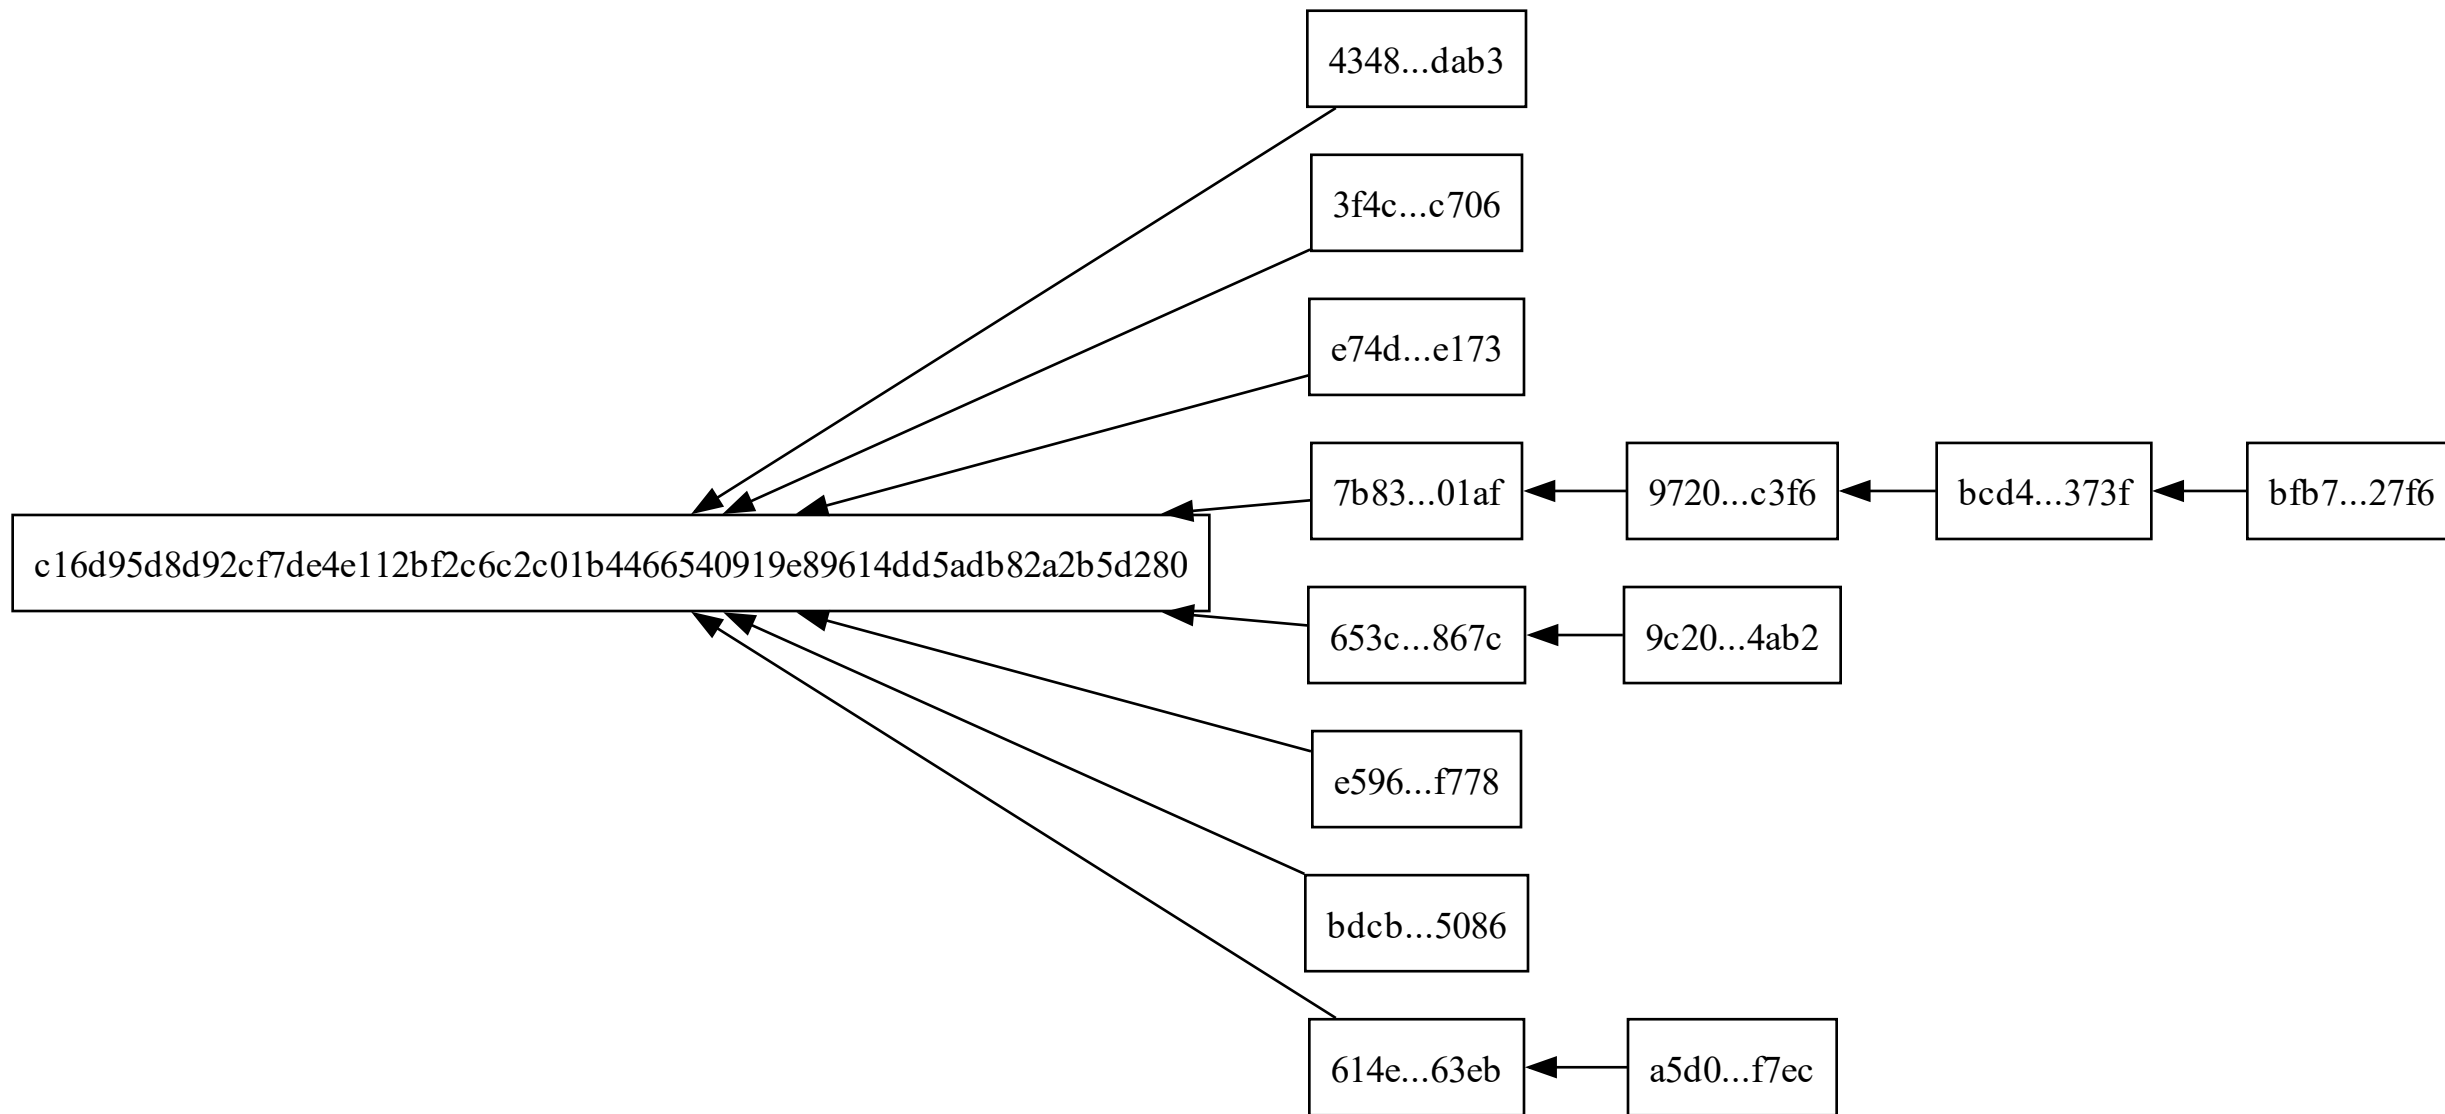 4348...dab3
3f4c...c706
e74d...e173
7b83...01af
9720...c3f6
bcd4...373f
bfb7...27f6
c16d95d8d92cf7de4e112bf2c6c2c01b4466540919e89614dd5adb82a2b5d280
653c...867c
9c20...4ab2
e596...f778
bdcb...5086
614e...63eb
a5d0...f7ec